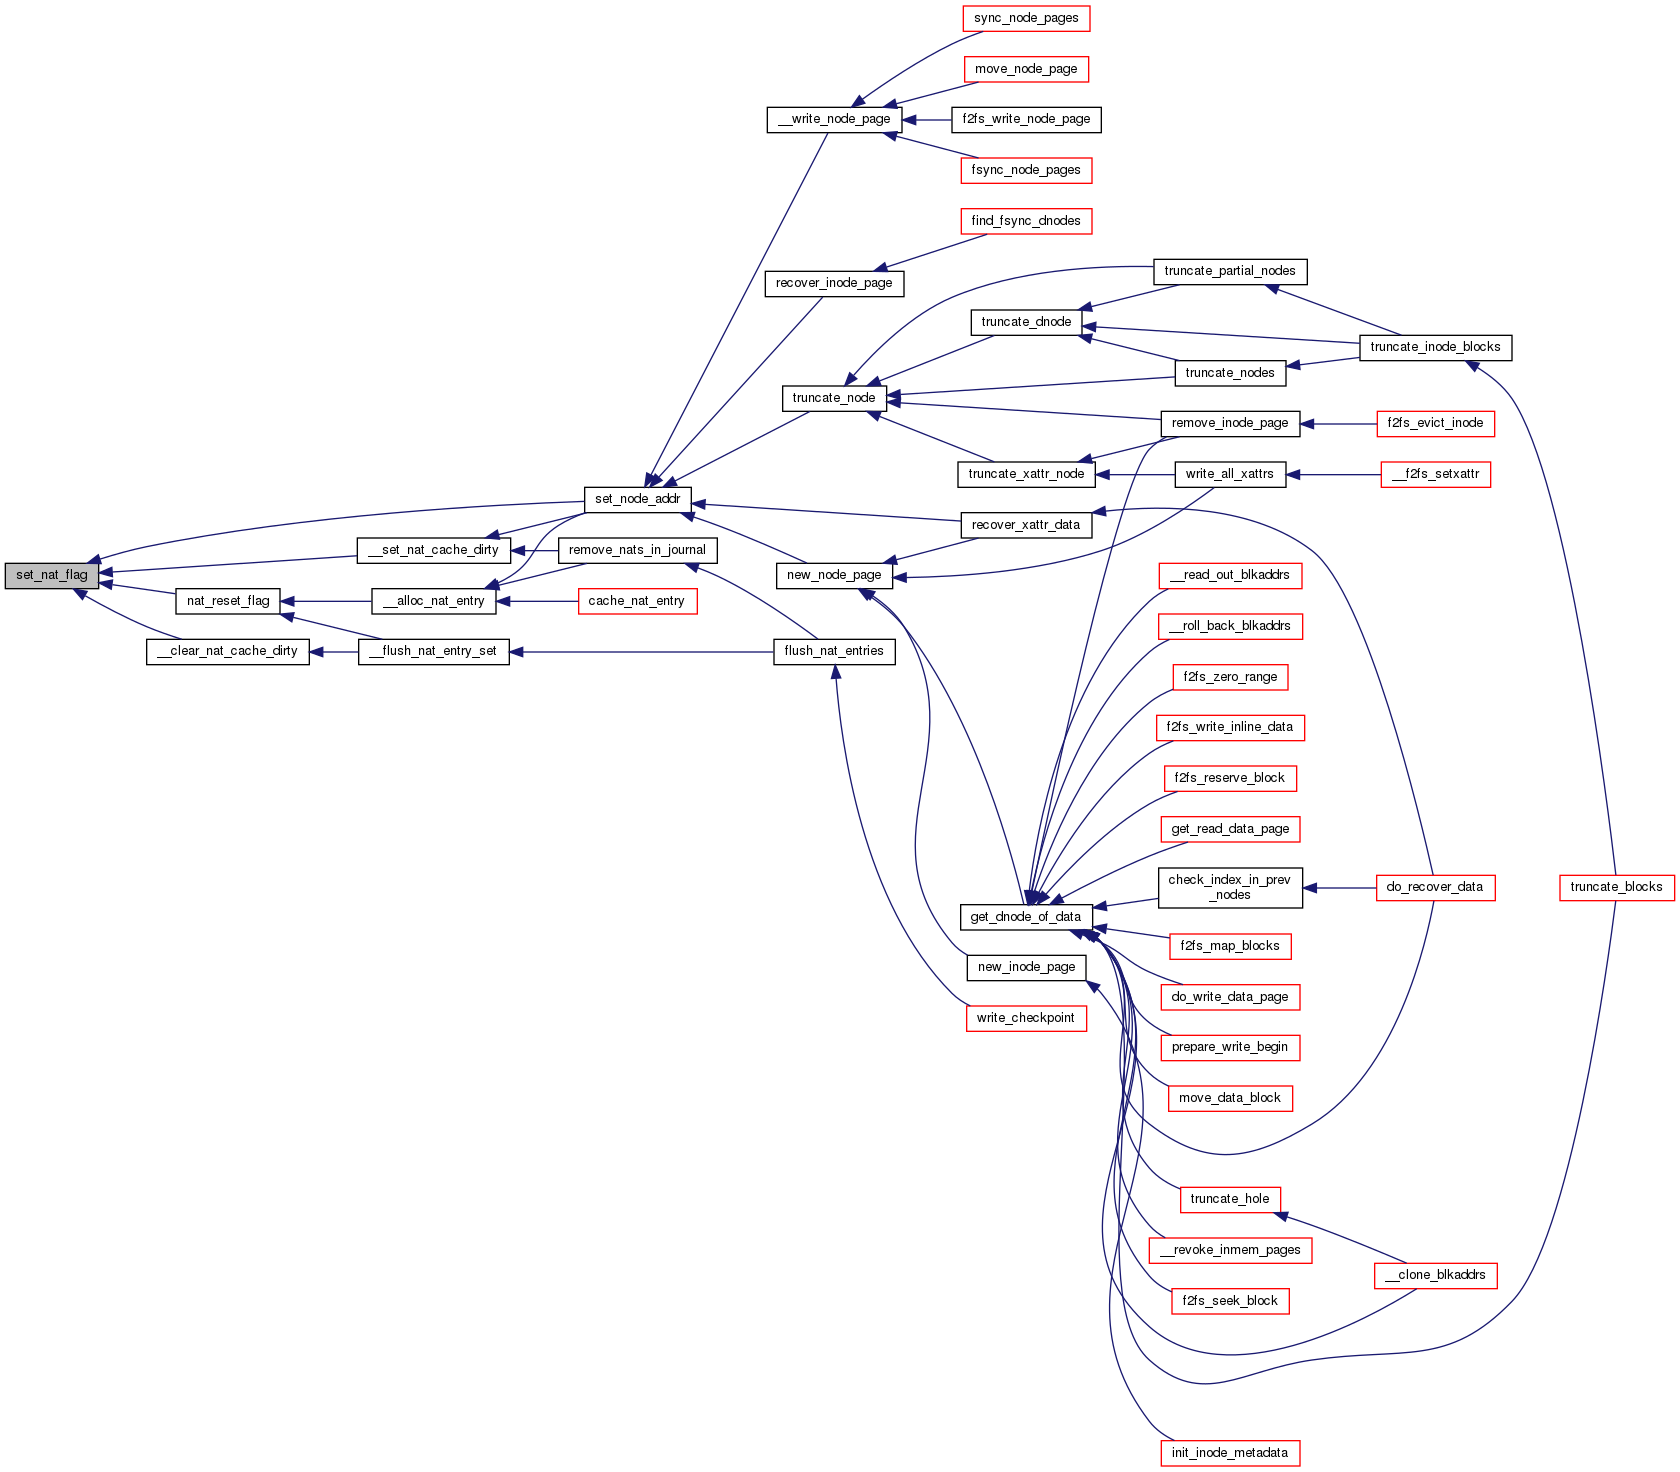 sync_node_pages
move_node_page
__write_node_page
f2fs_write_node_page
fsync_node_pages
find_fsync_dnodes
truncate_partial_nodes
recover_inode_page
truncate_dnode
truncate_inode_blocks
truncate_nodes
truncate_node
remove_inode_page
f2fs_evict_inode
truncate_xattr_node
write_all_xattrs
__f2fs_setxattr
set_node_addr
recover_xattr_data
__set_nat_cache_dirty
remove_nats_in_journal
set_nat_flag
new_node_page
__read_out_blkaddrs
nat_reset_flag
__alloc_nat_entry
cache_nat_entry
__roll_back_blkaddrs
__clear_nat_cache_dirty
__flush_nat_entry_set
flush_nat_entries
f2fs_zero_range
f2fs_write_inline_data
f2fs_reserve_block
get_read_data_page
check_index_in_prev
_nodes
do_recover_data
truncate_blocks
get_dnode_of_data
f2fs_map_blocks
new_inode_page
do_write_data_page
write_checkpoint
prepare_write_begin
move_data_block
truncate_hole
__revoke_inmem_pages
__clone_blkaddrs
f2fs_seek_block
init_inode_metadata